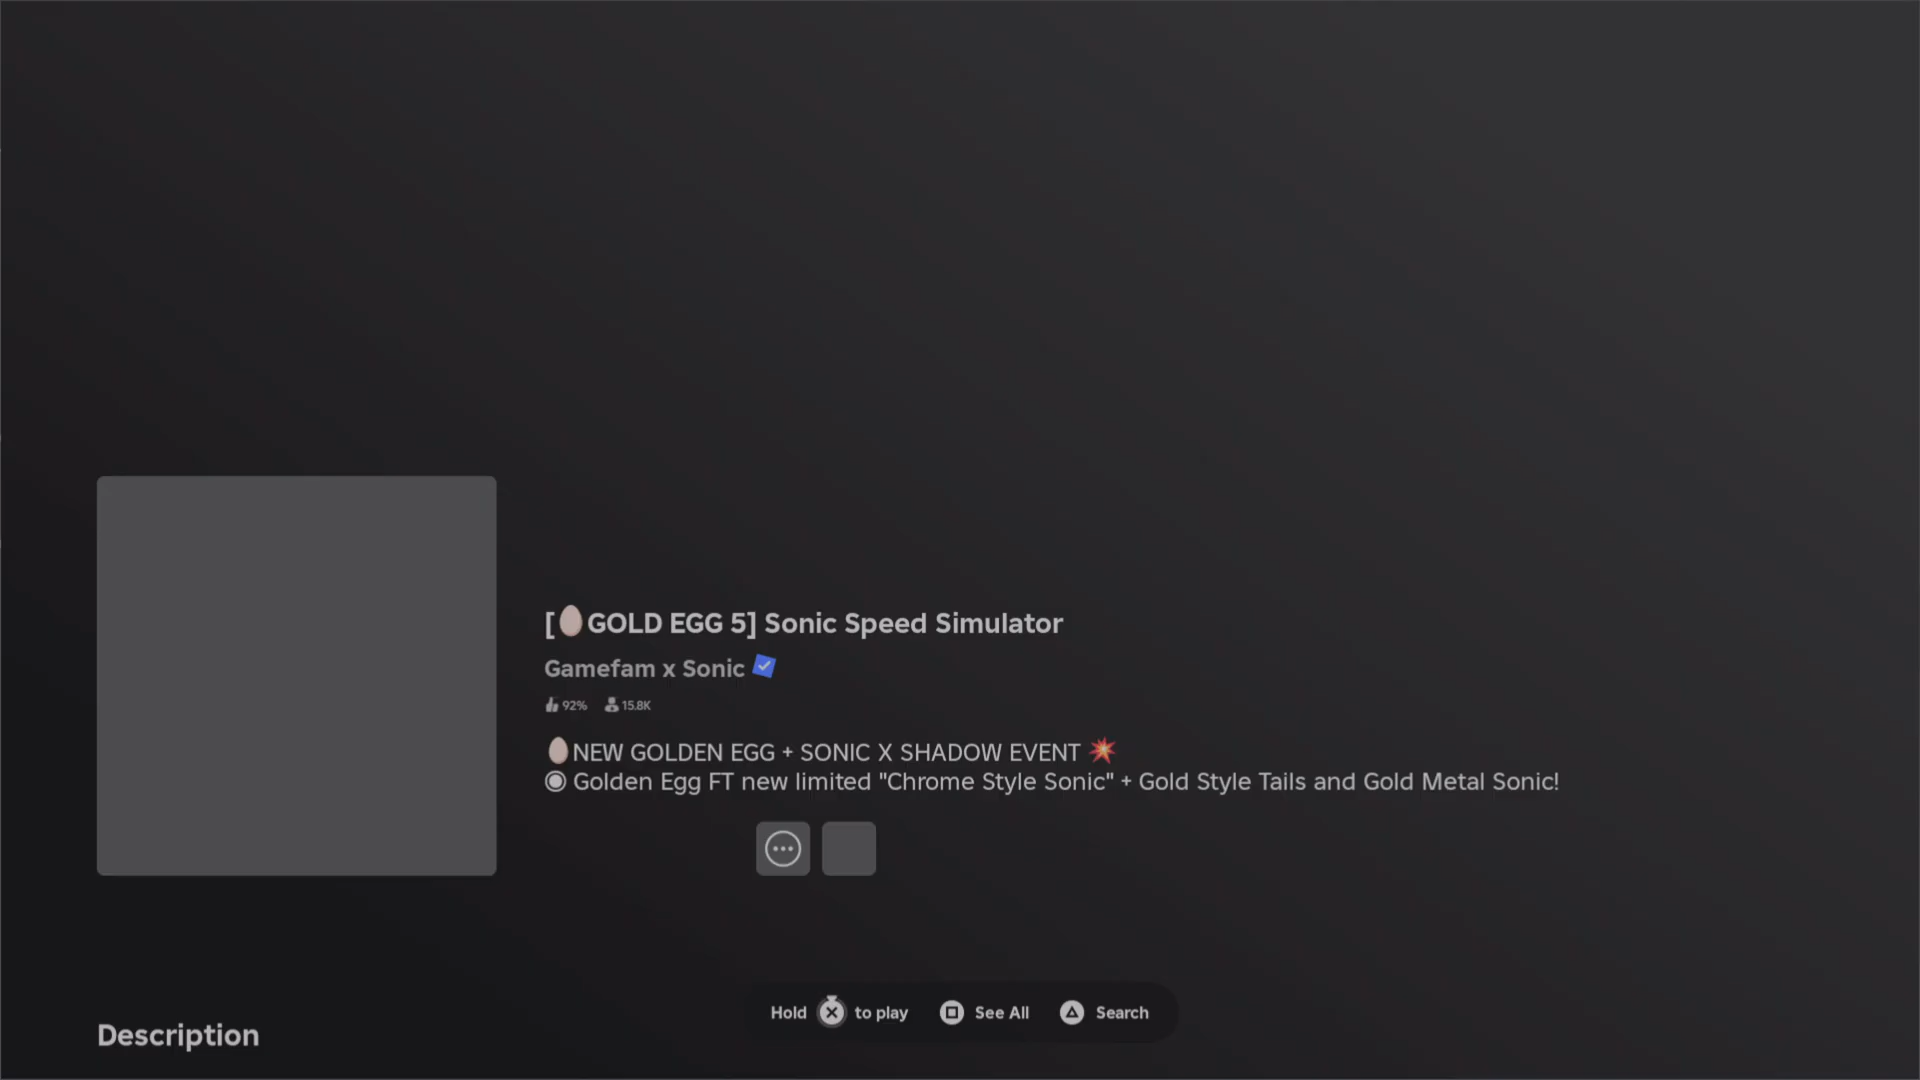 [🥚GOLD EGG 5] Sonic Speed Simulator
Gamefam x Sonic
92% 15.8K
🥚NEW GOLDEN EGG + SONIC X SHADOW EVENT 💥
◉ Golden Egg FT new limited "Chrome Style Sonic" + Gold Style Tails and Gold Metal Sonic!
Hold to play See All Search
Description